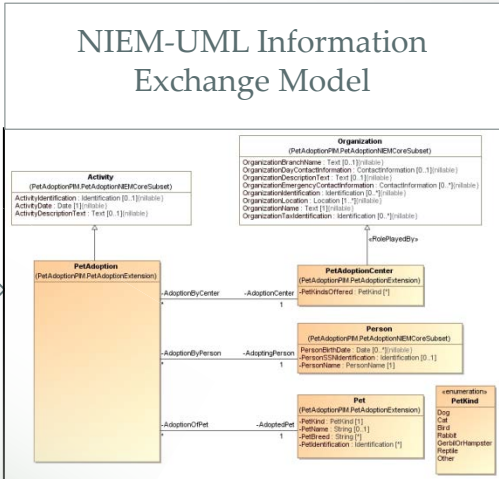 NIEM-UML Information
Exchange Model
Organization
(PetAdoptionPIM.PetAdoptionNIEMCoreSubset)
OrganizationBranchName : Text [0..1]{nillable}
OrganizationDayContactInformation : ContactInformation [0..1]{nillable}
OrganizationDescriptionText : Text [0..1]{nillable}
OrganizationEmergencyContactInformation : ContactInformation [0..*]{nillable}
OrganizationIdentification : Identification [0..*]{nillable}
OrganizationLocation : Location [1..*]{nillable}
OrganizationName : Text [1]{nillable}
OrganizationTaxIdentification : Identification [0..*]{nillable}
Activity
(PetAdoptionPIM.PetAdoptionNIEMCoreSubset)
ActivityIdentification : Identification [0..1]{nillable}
ActivityDate : Date [1]{nillable}
ActivityDescriptionText : Text [0..1]{nillable}
«RolePlayedBy»
PetAdoption
(PetAdoptionPIM.PetAdoptionExtension)
PetAdoptionCenter
(PetAdoptionPIM.PetAdoptionExtension)
-PetKindsOffered : PetKind [*]
-AdoptionByCenter
*
-AdoptionCenter
1
Person
(PetAdoptionPIM.PetAdoptionNIEMCoreSubset)
PersonBirthDate : Date [0..*]{nillable}
-PersonSSNIdentification : Identification [0..1]
-PersonName : PersonName [1]
-AdoptionByPerson
*
-AdoptingPerson
1
Pet
(PetAdoptionPIM.PetAdoptionExtension)
-PetKind : PetKind [1]
-PetName : String [0..1]
-PetBreed : String [*]
-PetIdentification : Identification [*]
-AdoptionOfPet
*
-AdoptedPet
1
«enumeration»
PetKind
Dog
Cat
Bird
Rabbit
GerbilOrHampster
Reptile
Other